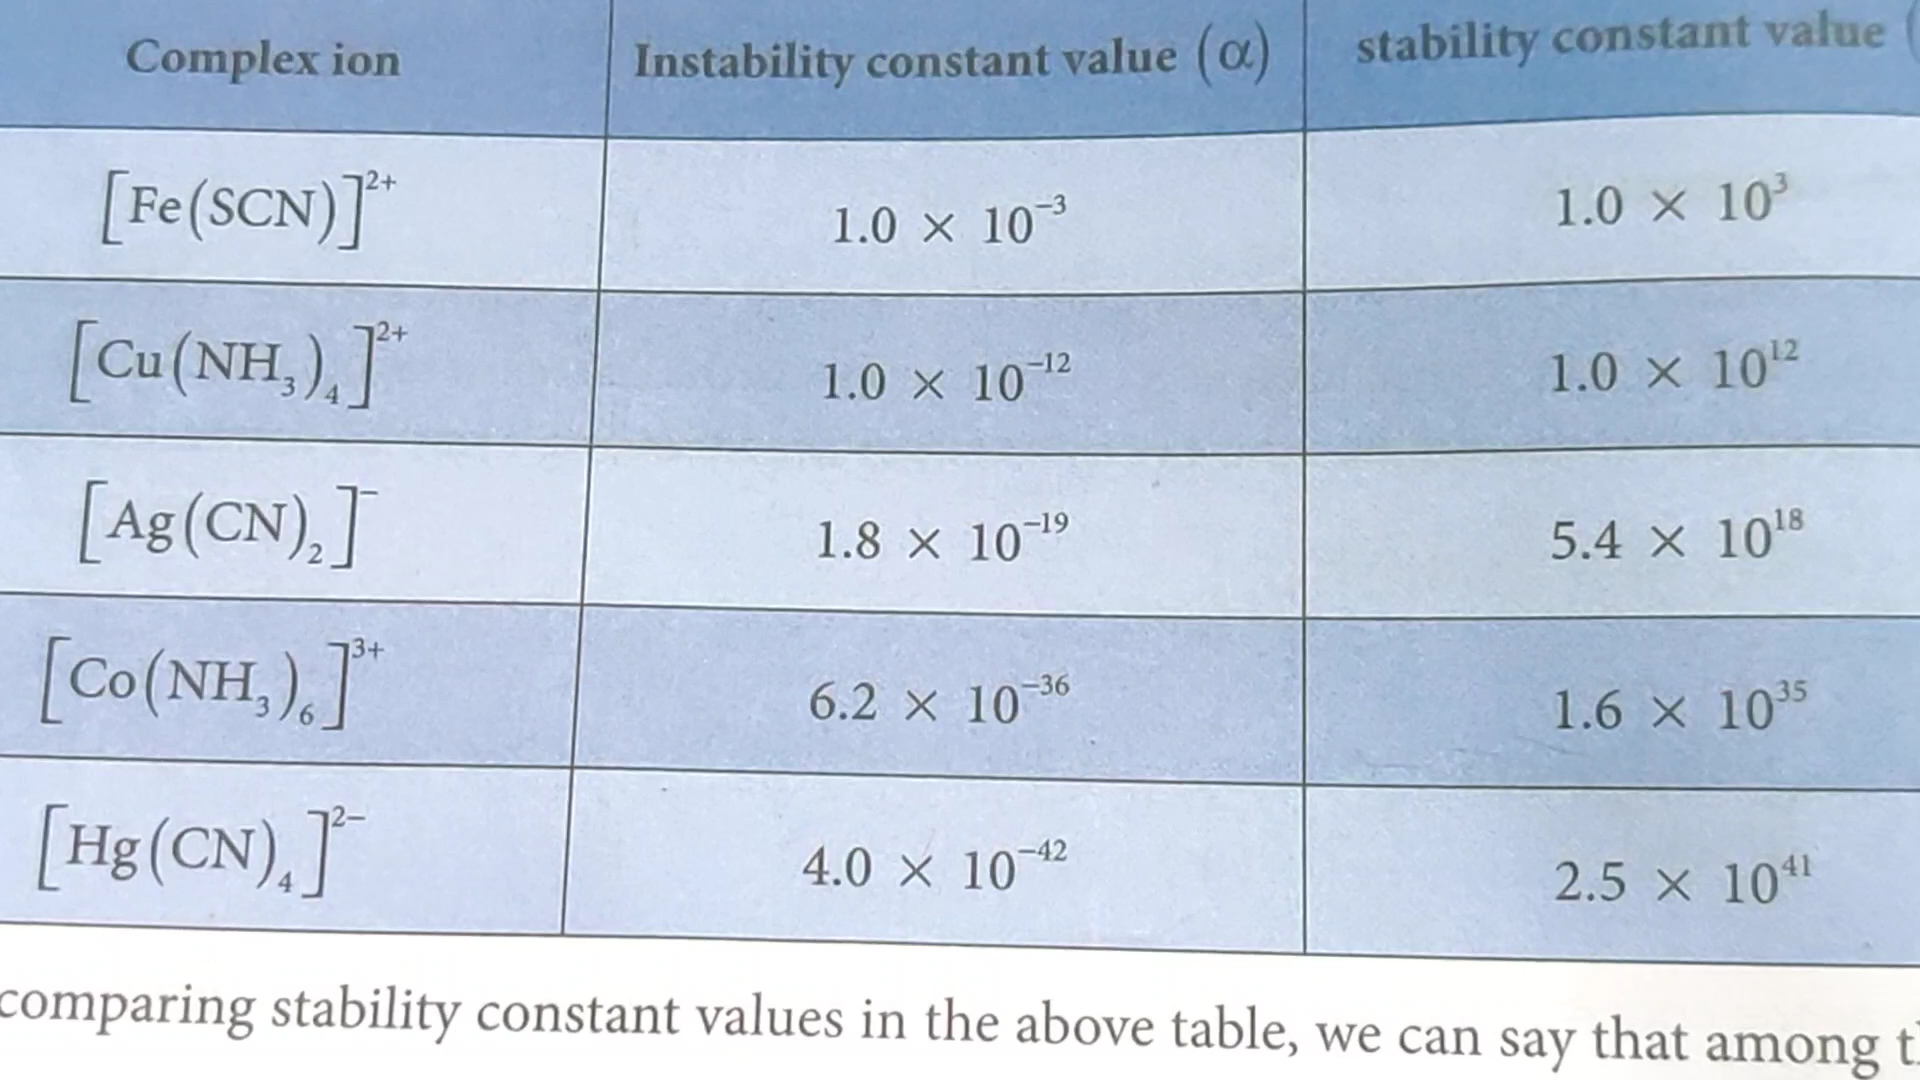 Complex ion Instability constant value (α) stability constant value (
[Fe(SCN)]²⁺ 1.0 × 10⁻³ 1.0 × 10³
[Cu(NH₃)₄]²⁺ 1.0 × 10⁻¹² 1.0 × 10¹²
[Ag(CN)₂]⁻ 1.8 × 10⁻¹⁹ 5.4 × 10¹⁸
[Co(NH₃)₆]³⁺ 6.2 × 10⁻³⁶ 1.6 × 10³⁵
[Hg(CN)₄]²⁻ 4.0 × 10⁻⁴² 2.5 × 10⁴¹
comparing stability constant values in the above table, we can say that among